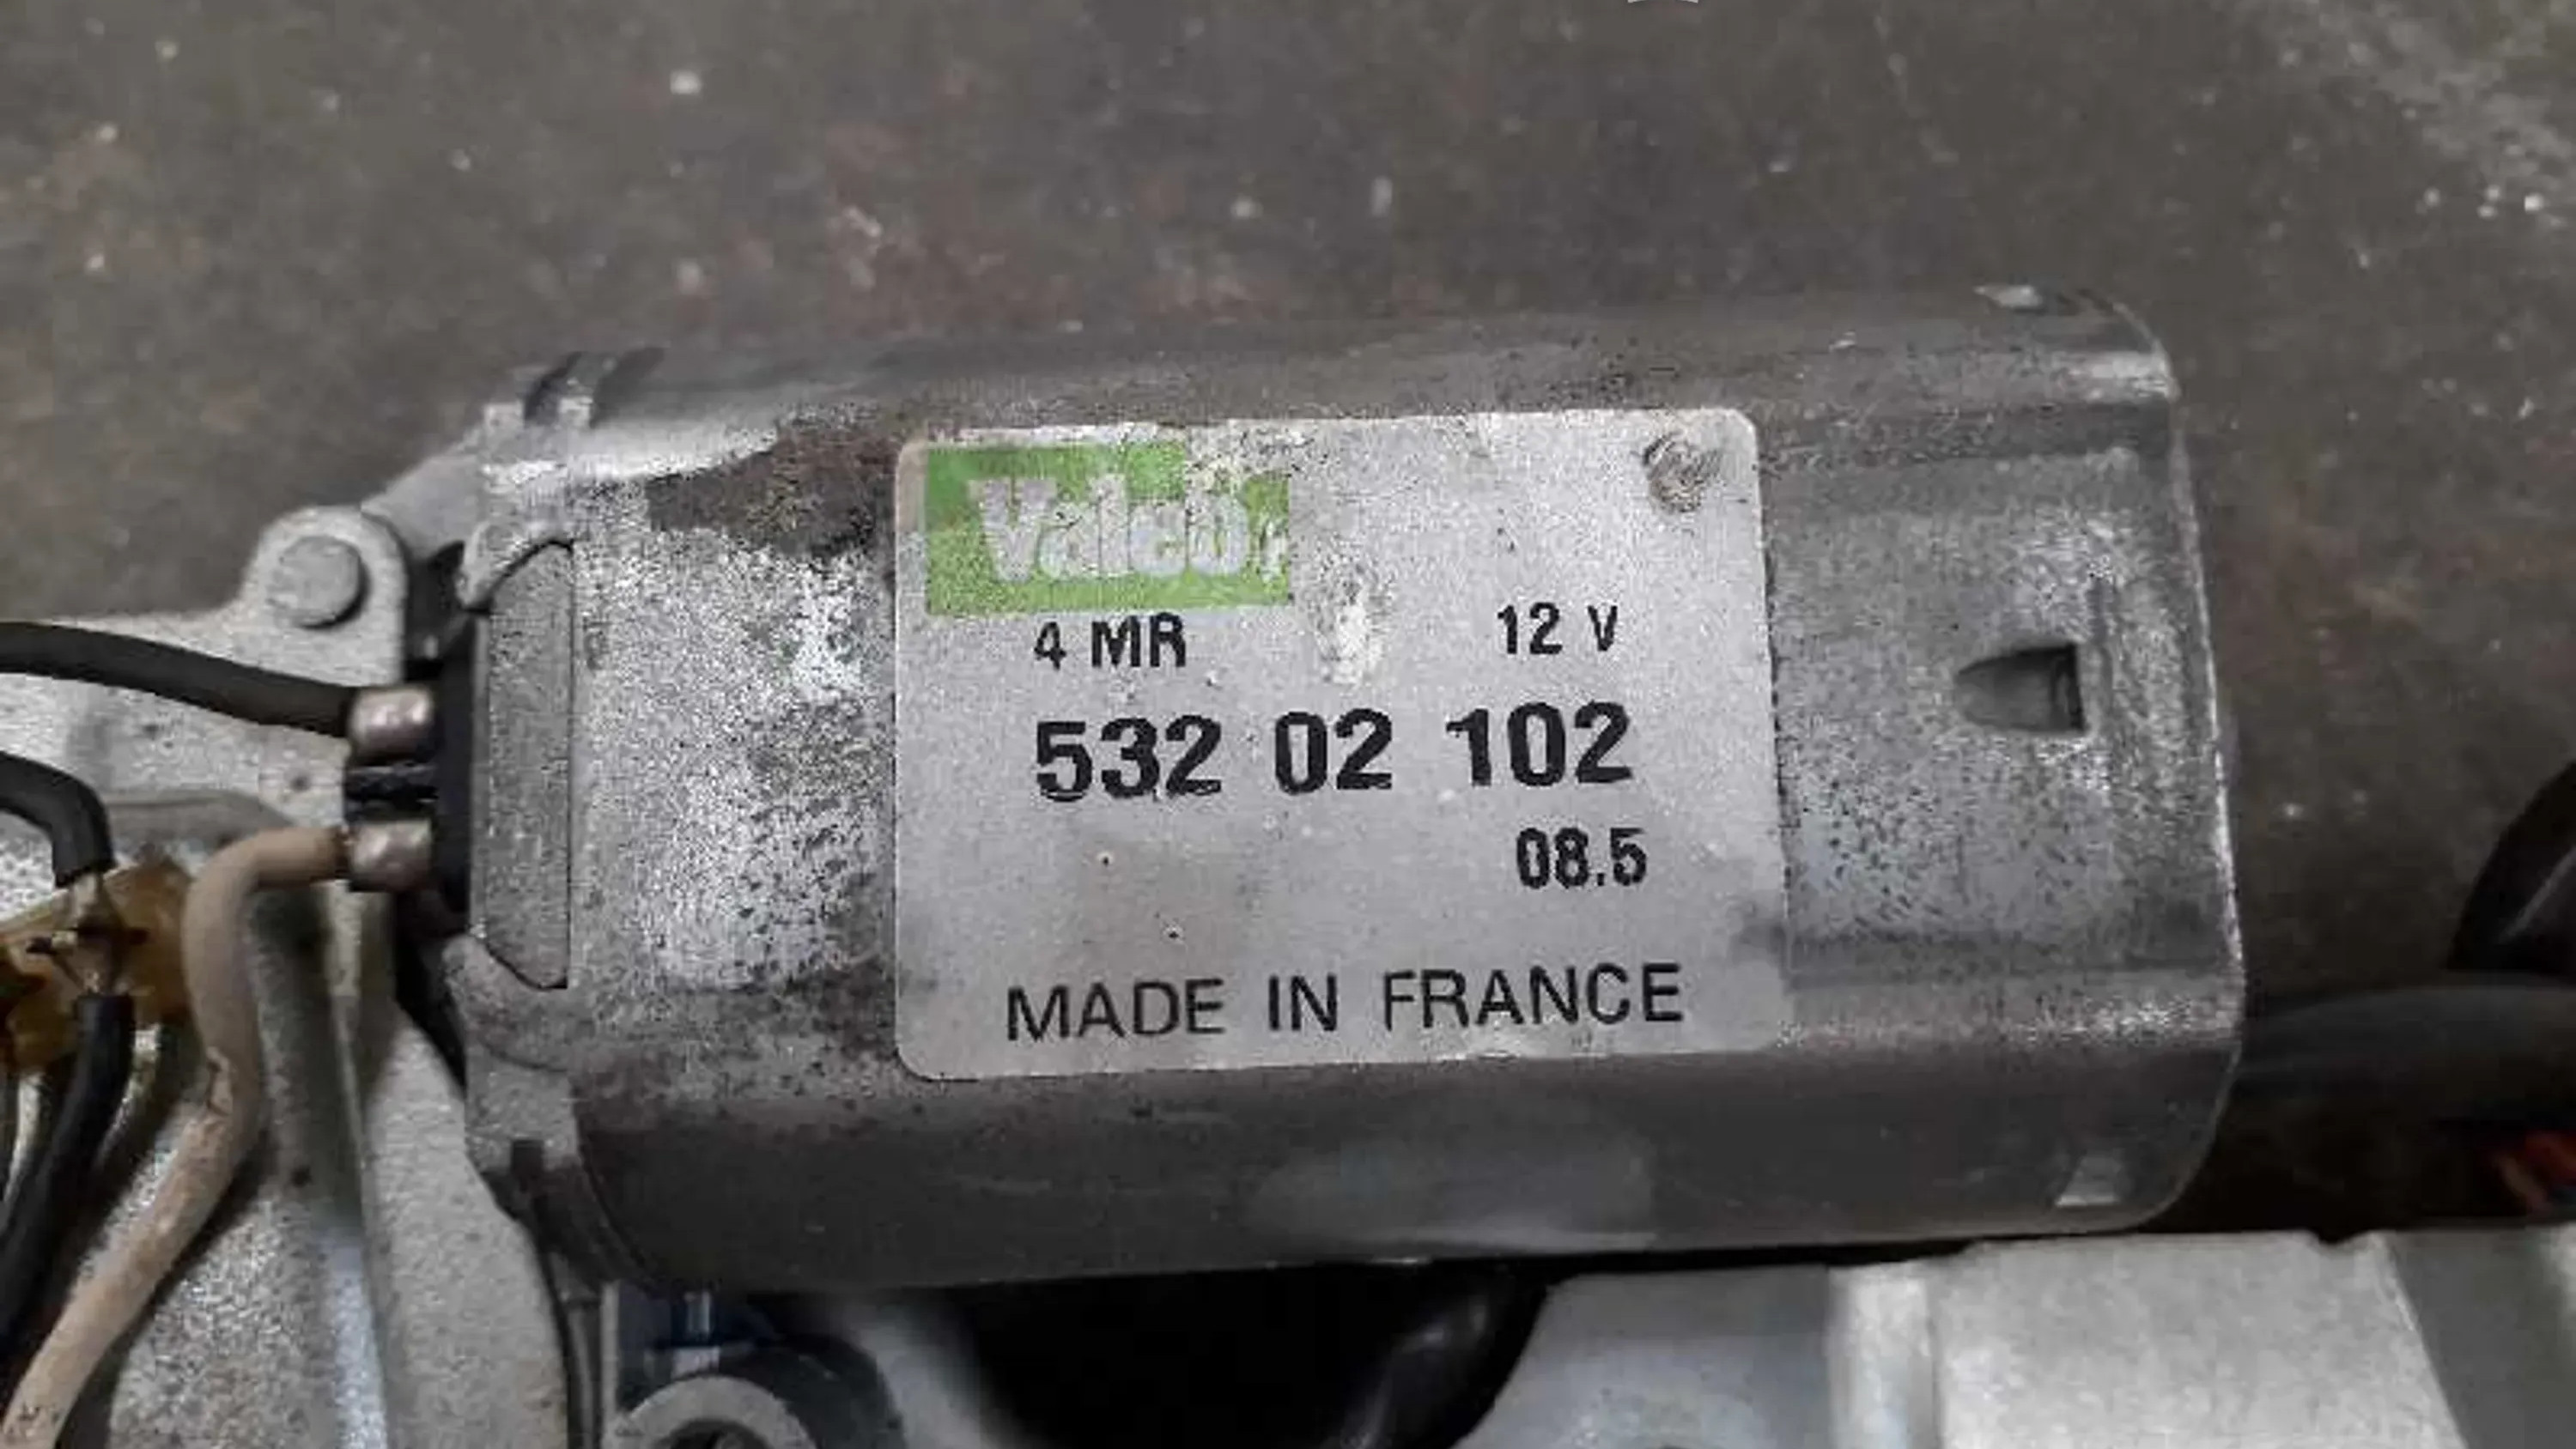 Valeo
4 MR 12 V
532 02 102
08.5
MADE IN FRANCE